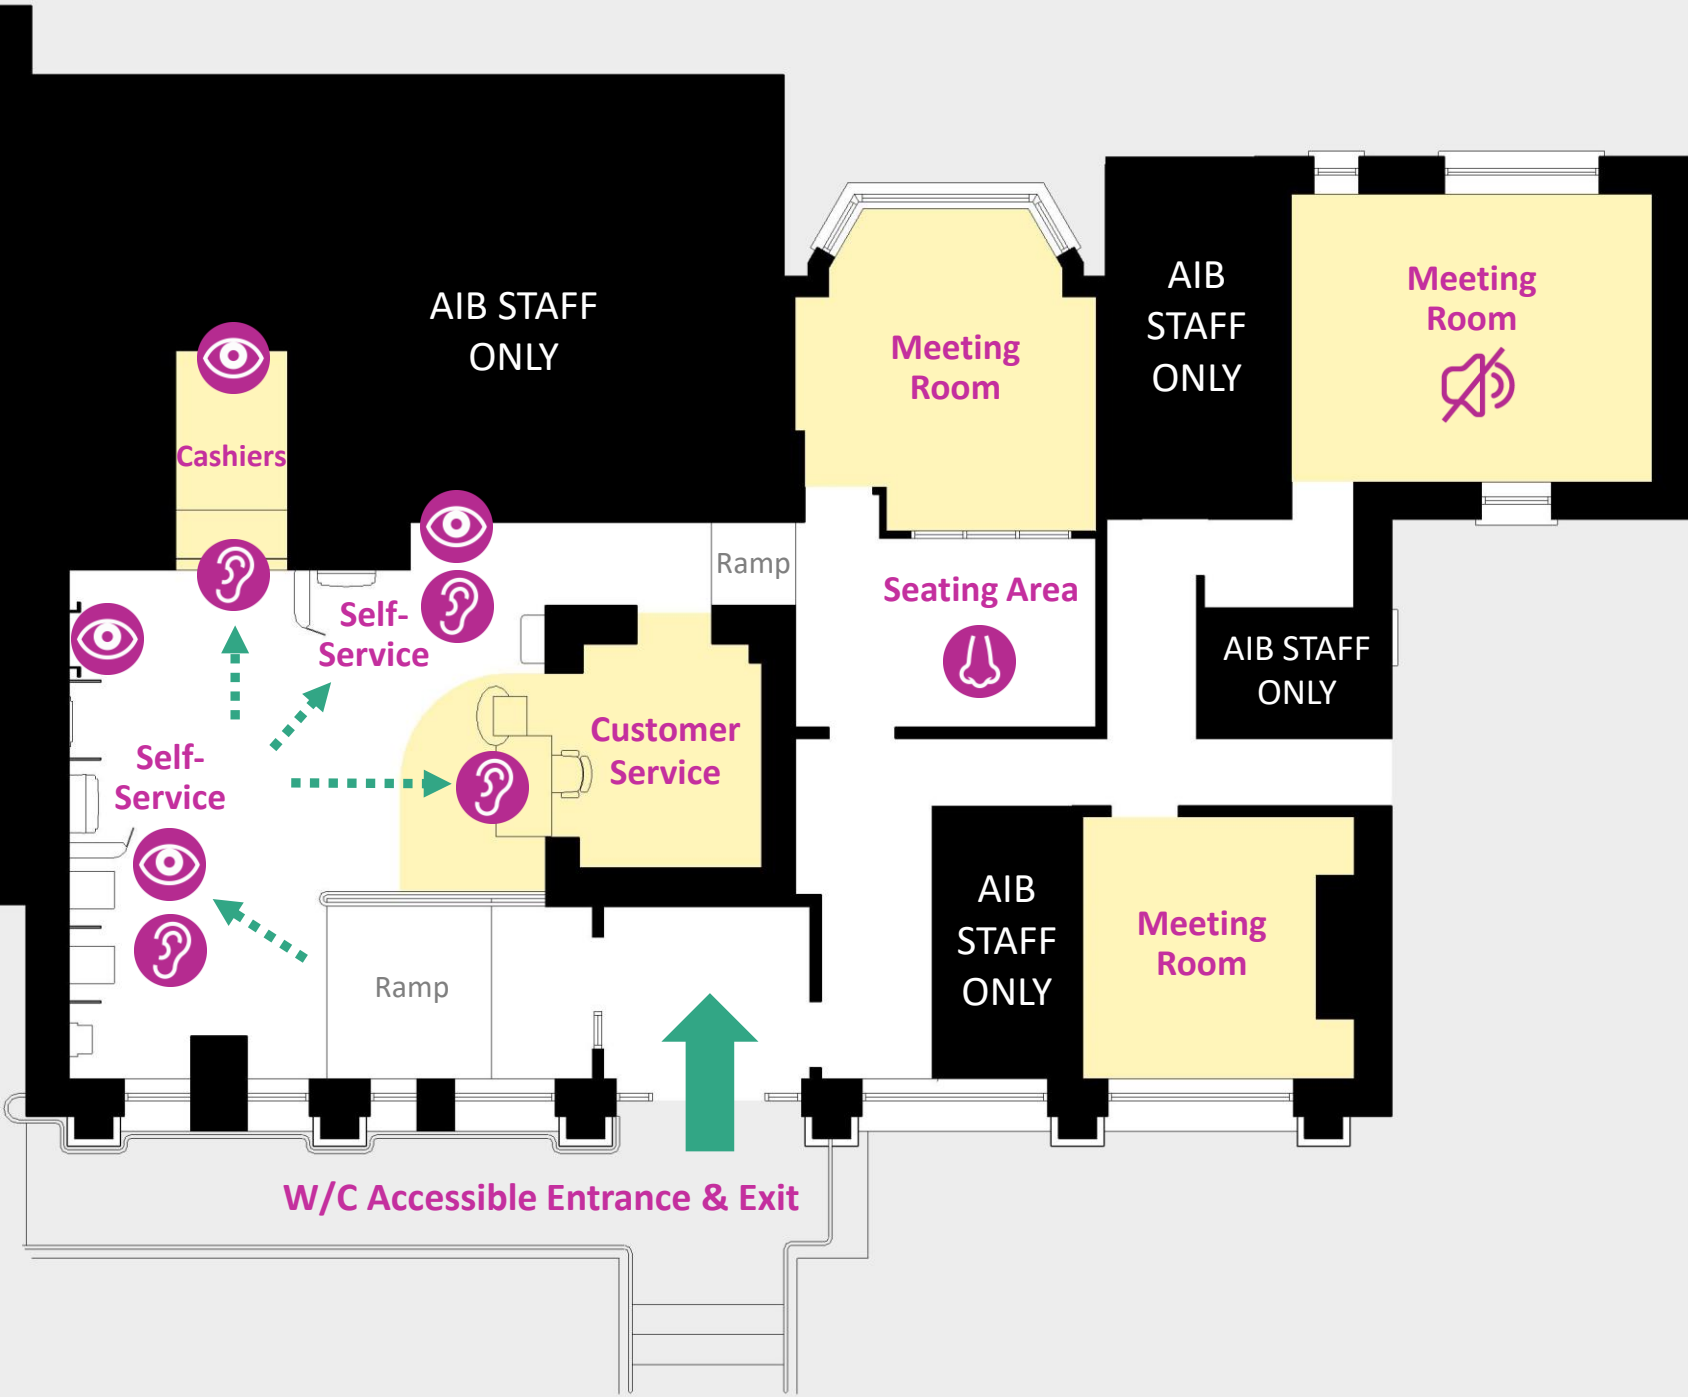 AIB STAFF
ONLY
AIB
STAFF
ONLY
Meeting
Room
Meeting
Room
Cashiers
Ramp
Seating Area
Self-
Service
AIB STAFF
ONLY
Customer
Service
Self-
Service
AIB
STAFF
ONLY
Meeting
Room
Ramp
W/C Accessible Entrance & Exit